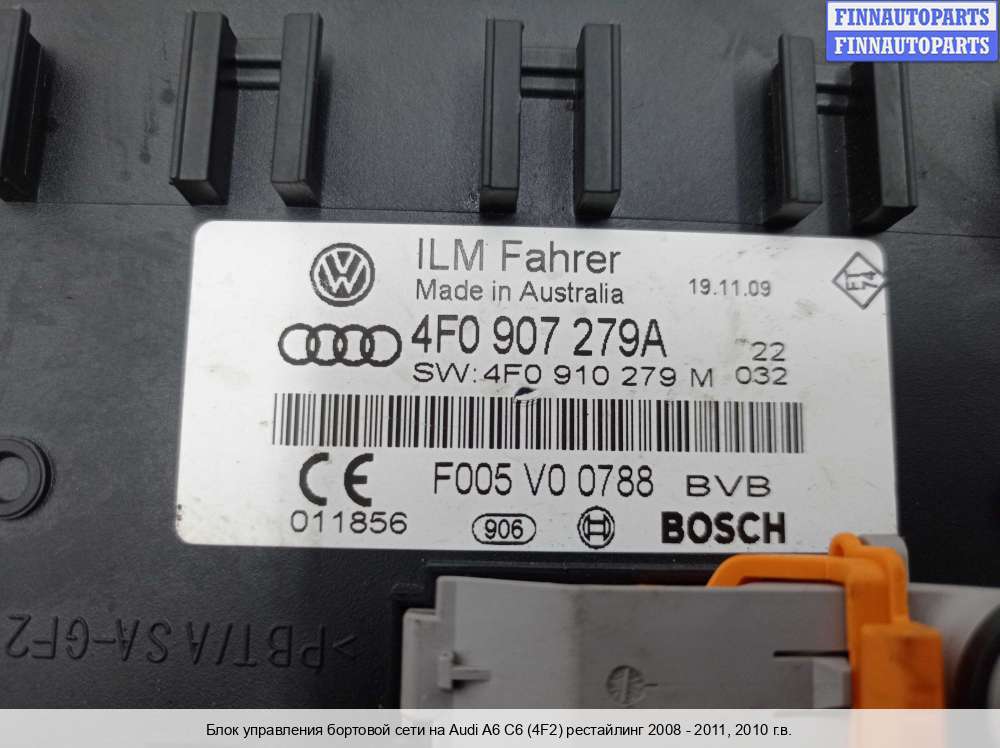 FINNAUTOPARTS
FINNAUTOPARTS
ILM Fahrer
Made in Australia
19.11.09
4F0 907 279A
22
SW: 4F0 910 279 M 032
F005 V0 0788 BVB
CE
011856
906
BOSCH
>PBT/ASA-GF2
Блок управления бортовой сети на Audi A6 C6 (4F2) рестайлинг 2008 - 2011, 2010 г.в.